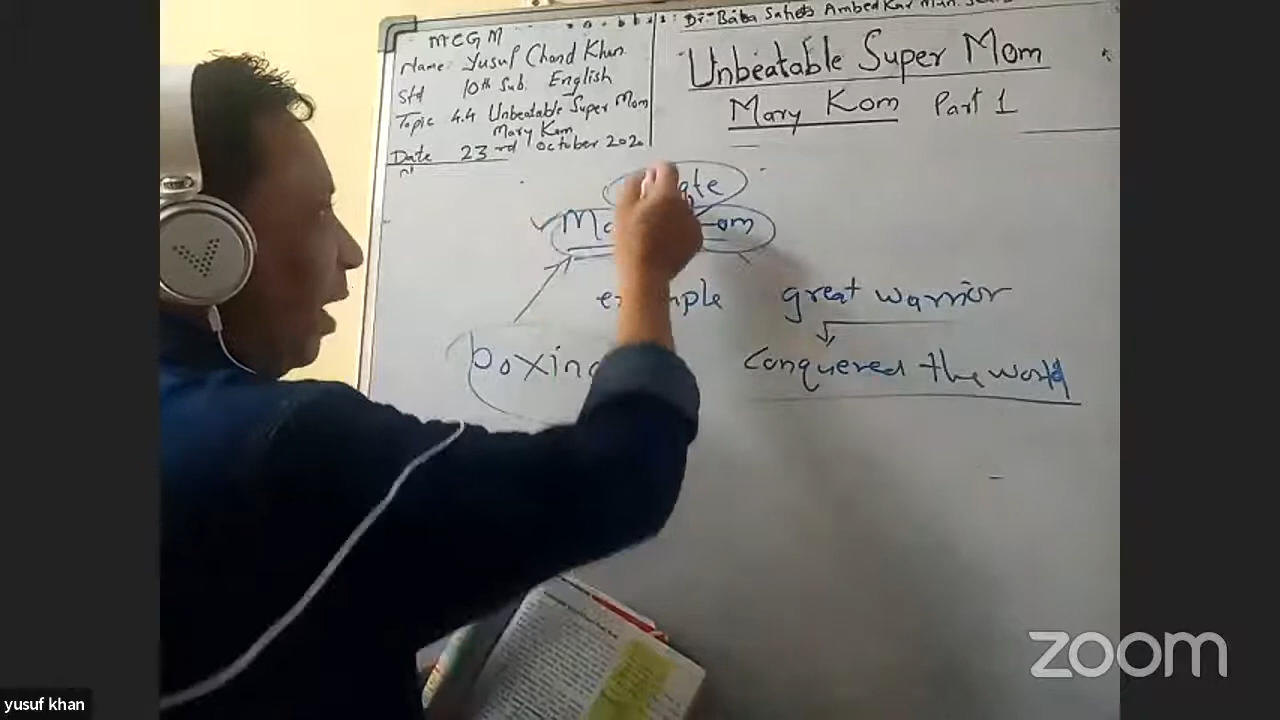 MCGM
Name: Yusuf Chand Khan
Std 10th Sub. English
Topic 4.4 Unbeatable Super Mom
Mary Kom
Date 23rd October 2020
Dr. Baba Saheb Ambedkar
Unbeatable Super Mom
Mary Kom Part 1
great warrior
Conquered the world
boxing
zoom
yusuf khan